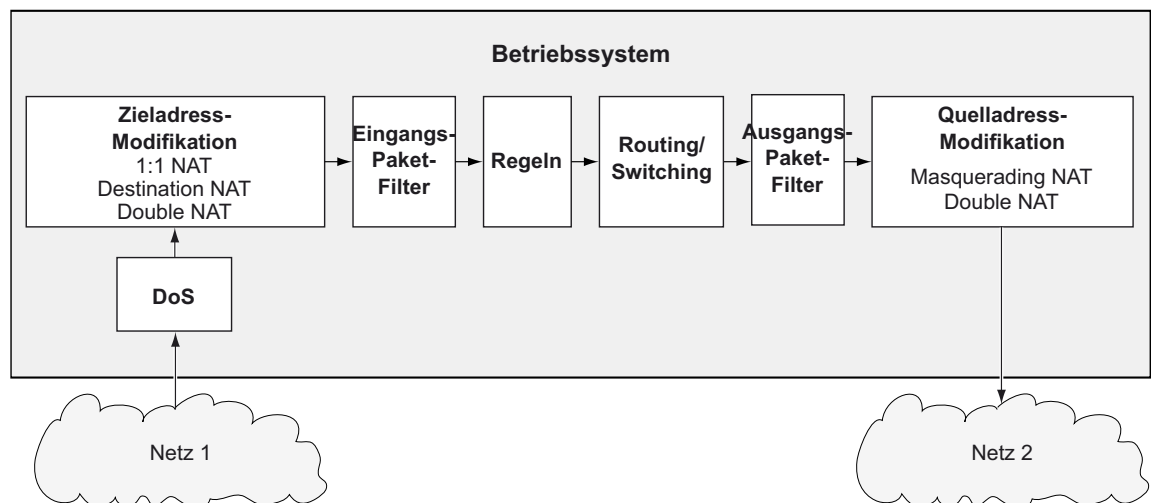 Betriebssystem
Zieladress-
Modifikation
1:1 NAT
Destination NAT
Double NAT
Eingangs-
Paket-
Filter
Regeln
Routing/
Switching
Ausgangs-
Paket-
Filter
Quelladress-
Modifikation
Masquerading NAT
Double NAT
DoS
Netz 1
Netz 2